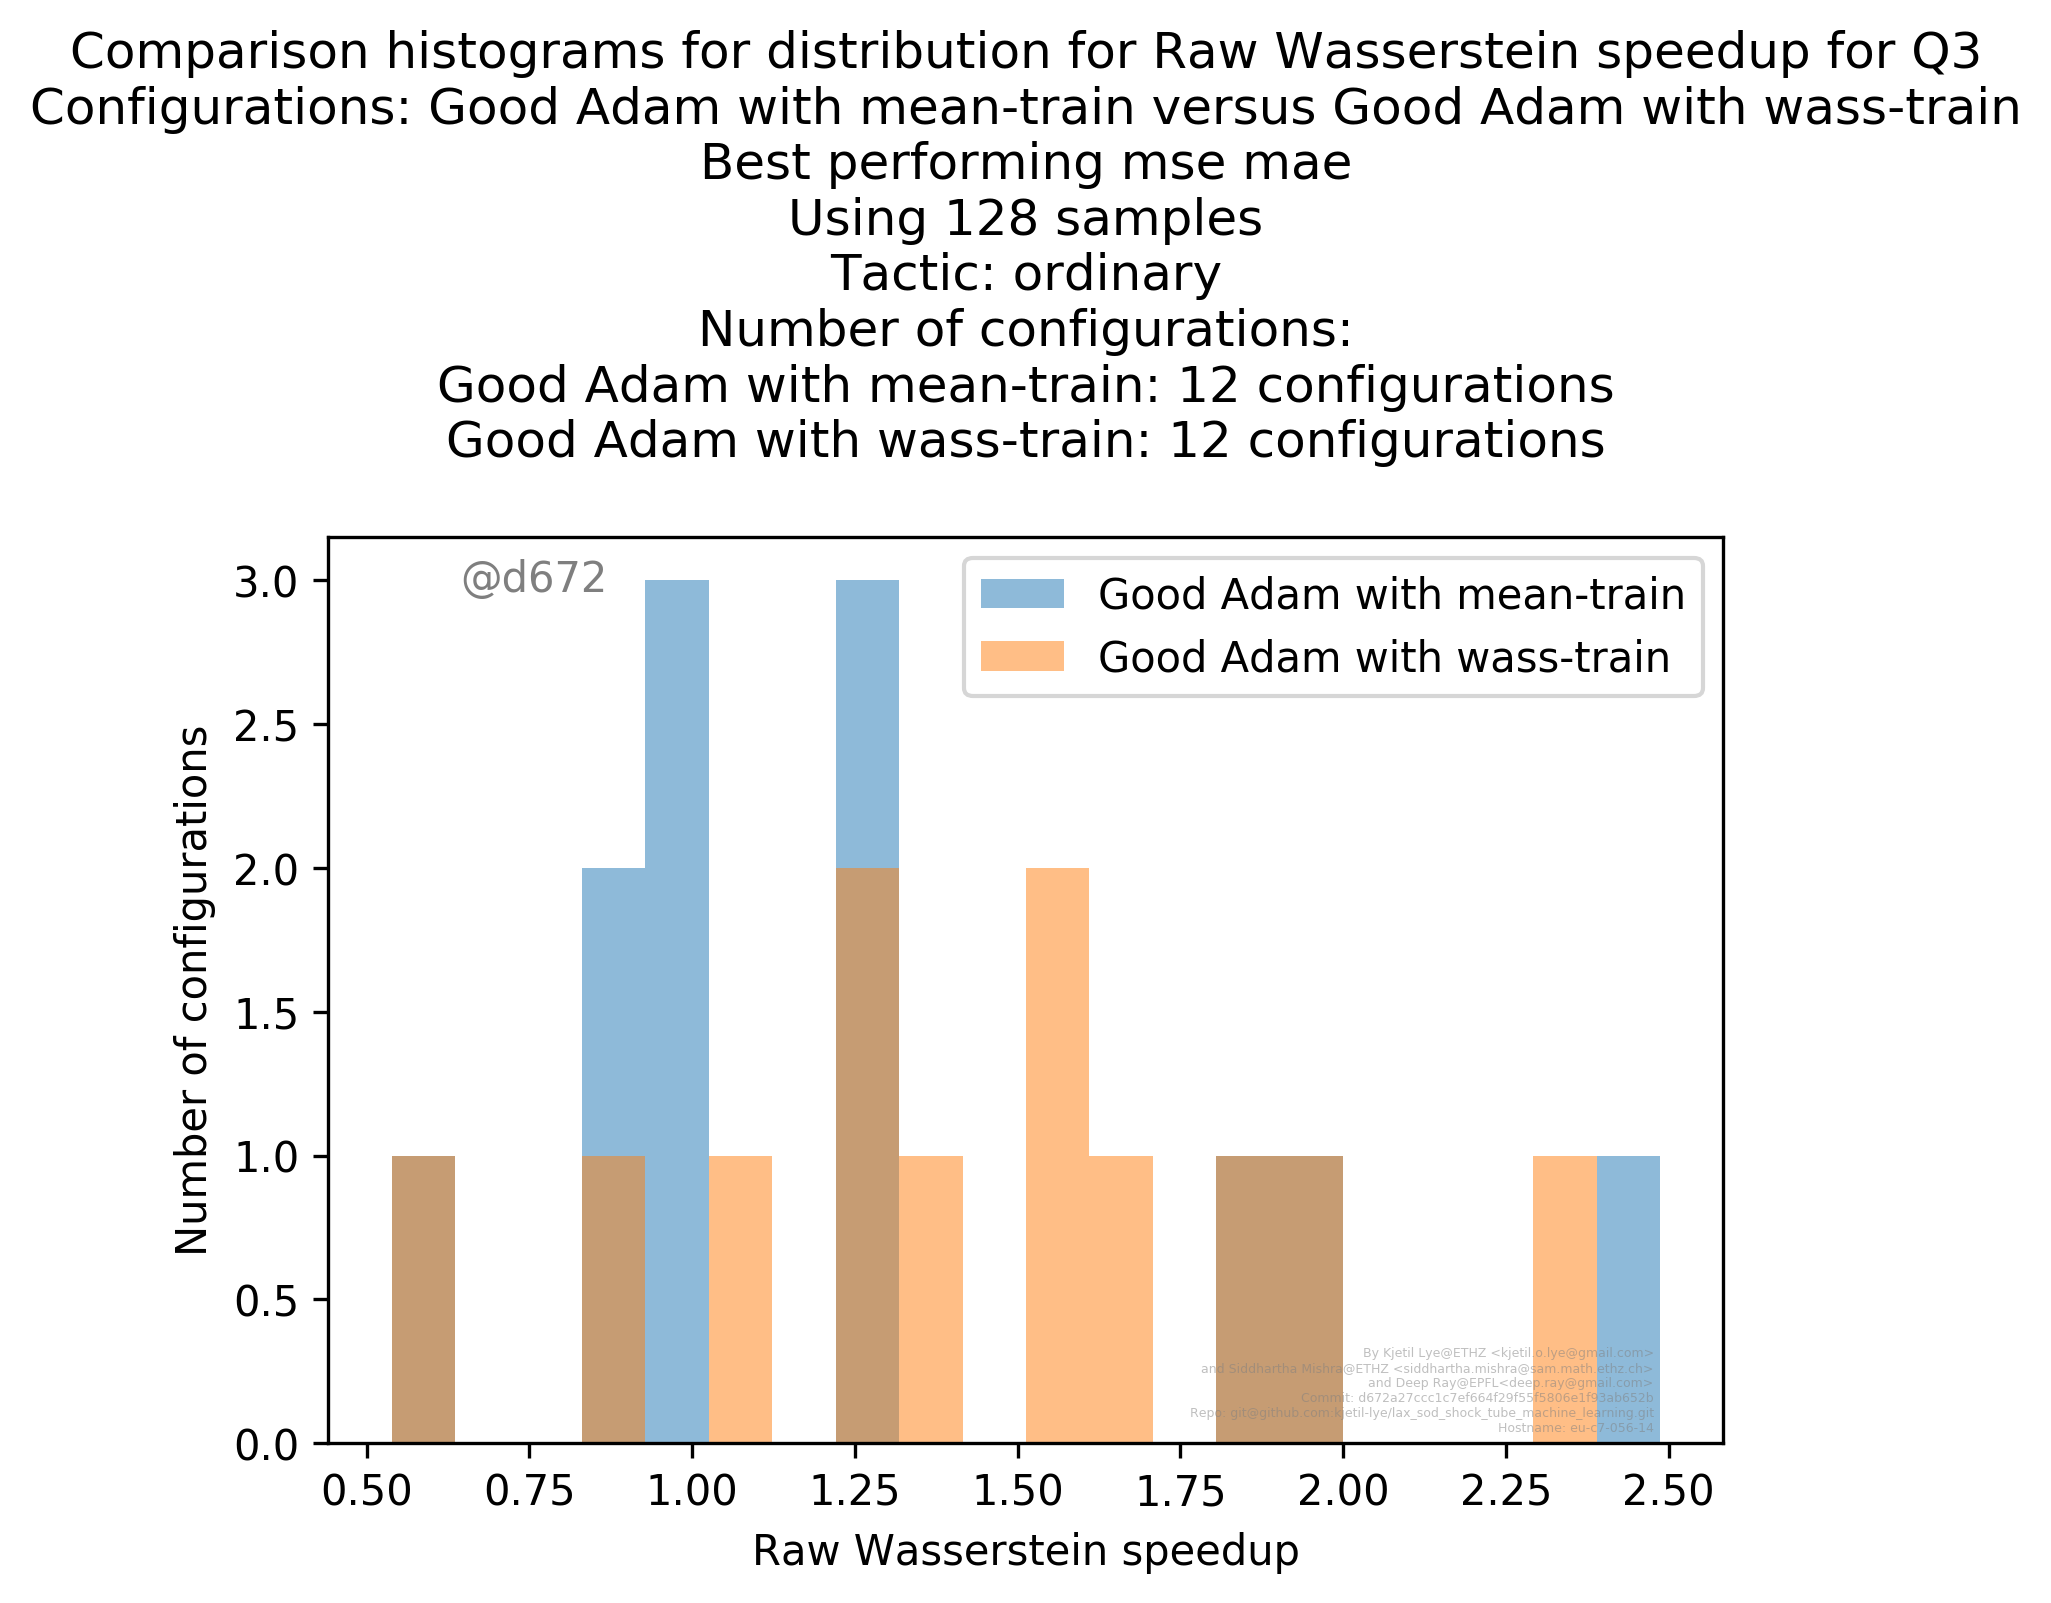 Comparison histograms for distribution for Raw Wasserstein speedup for Q3
Configurations: Good Adam with mean-train versus Good Adam with wass-train
Best performing mse mae
Using 128 samples
Tactic: ordinary
Number of configurations:
Good Adam with mean-train: 12 configurations
Good Adam with wass-train: 12 configurations
@d672
Good Adam with mean-train
Good Adam with wass-train
3.0
2.5
2.0
1.5
1.0
0.5
0.0
Number of configurations
By Kjetil Lye@ETHZ <kjetil.o.lye@gmail.com>
and Siddhartha Mishra@ETHZ <siddhartha.mishra@sam.math.ethz.ch>
and Deep Ray@EPFL<deep.ray@gmail.com>
Commit: d672a27ccc1c7ef664f29f55f5806e1f93ab652b
Repo: git@github.com:kjetil-lye/lax_sod_shock_tube_machine_learning.git
Hostname: eu-c7-056-14
0.50 0.75 1.00 1.25 1.50 1.75 2.00 2.25 2.50
Raw Wasserstein speedup